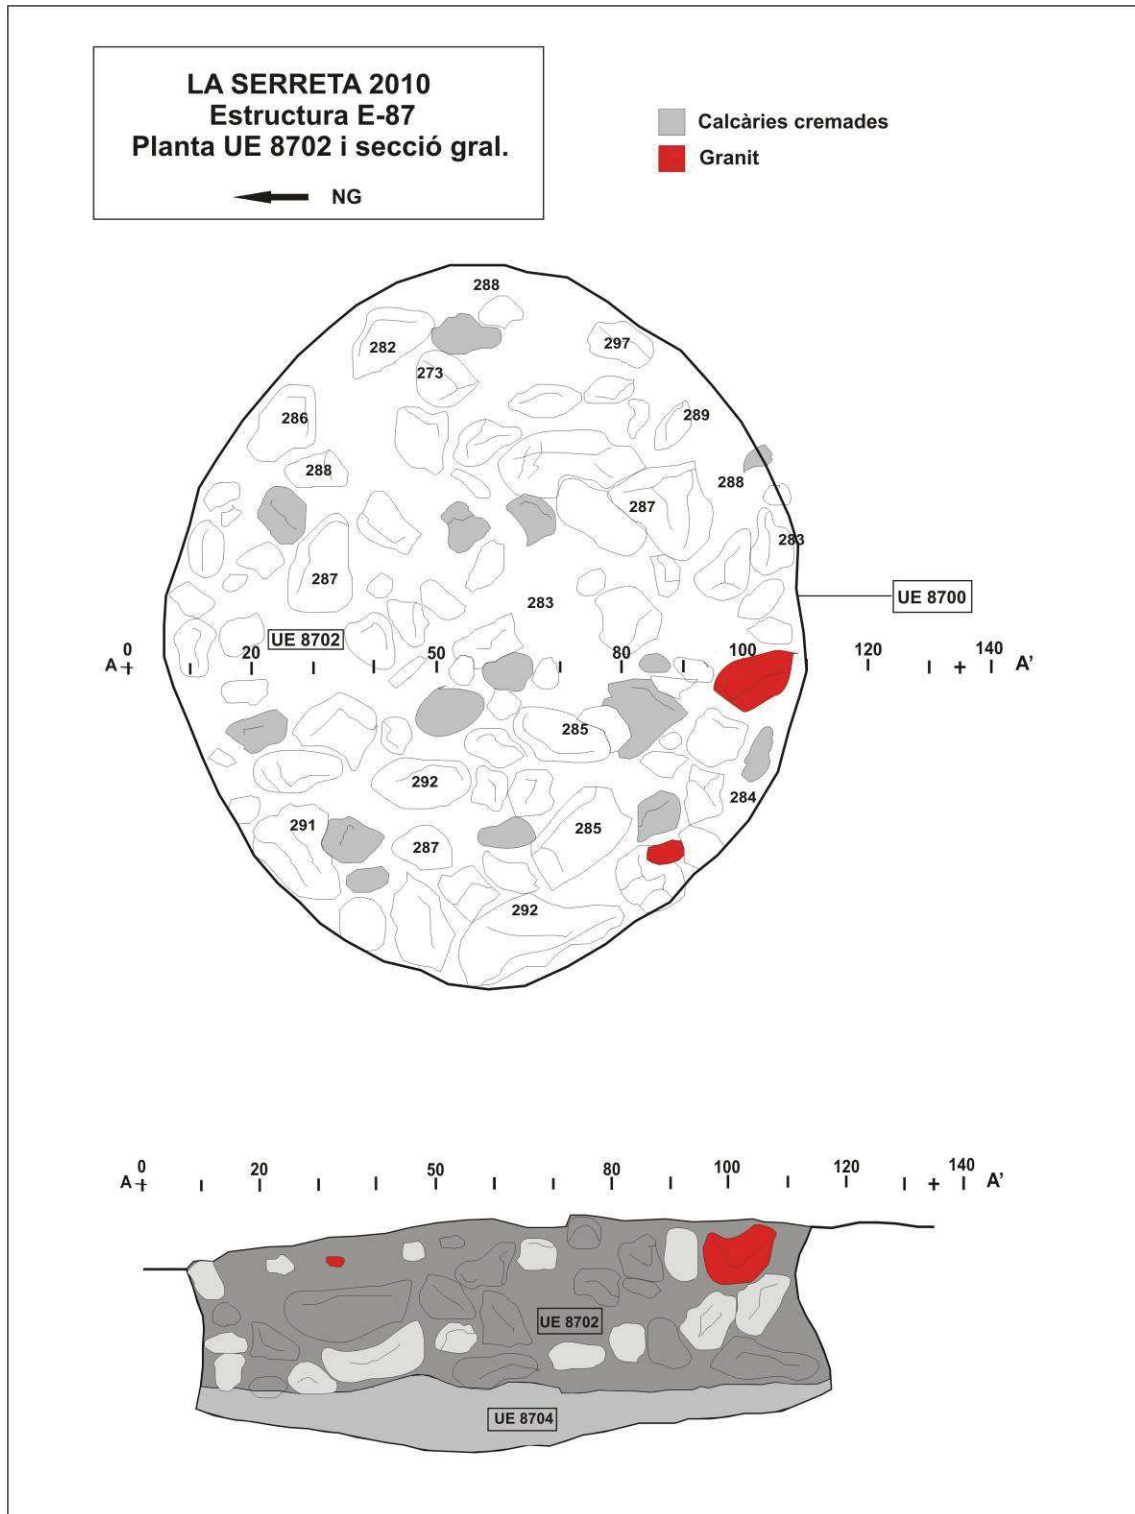 LA SERRETA 2010
Estructura E-87
Planta UE 8702 i secció gral.
NG
Calcàries cremades
Granit
288
282
297
273
286
289
288
288
287
283
287
283
UE 8700
UE 8702
A 0 20 50 80 100 120 140 A'
285
292
284
291
287
285
292
A 0 20 50 80 100 120 140 A'
UE 8702
UE 8704